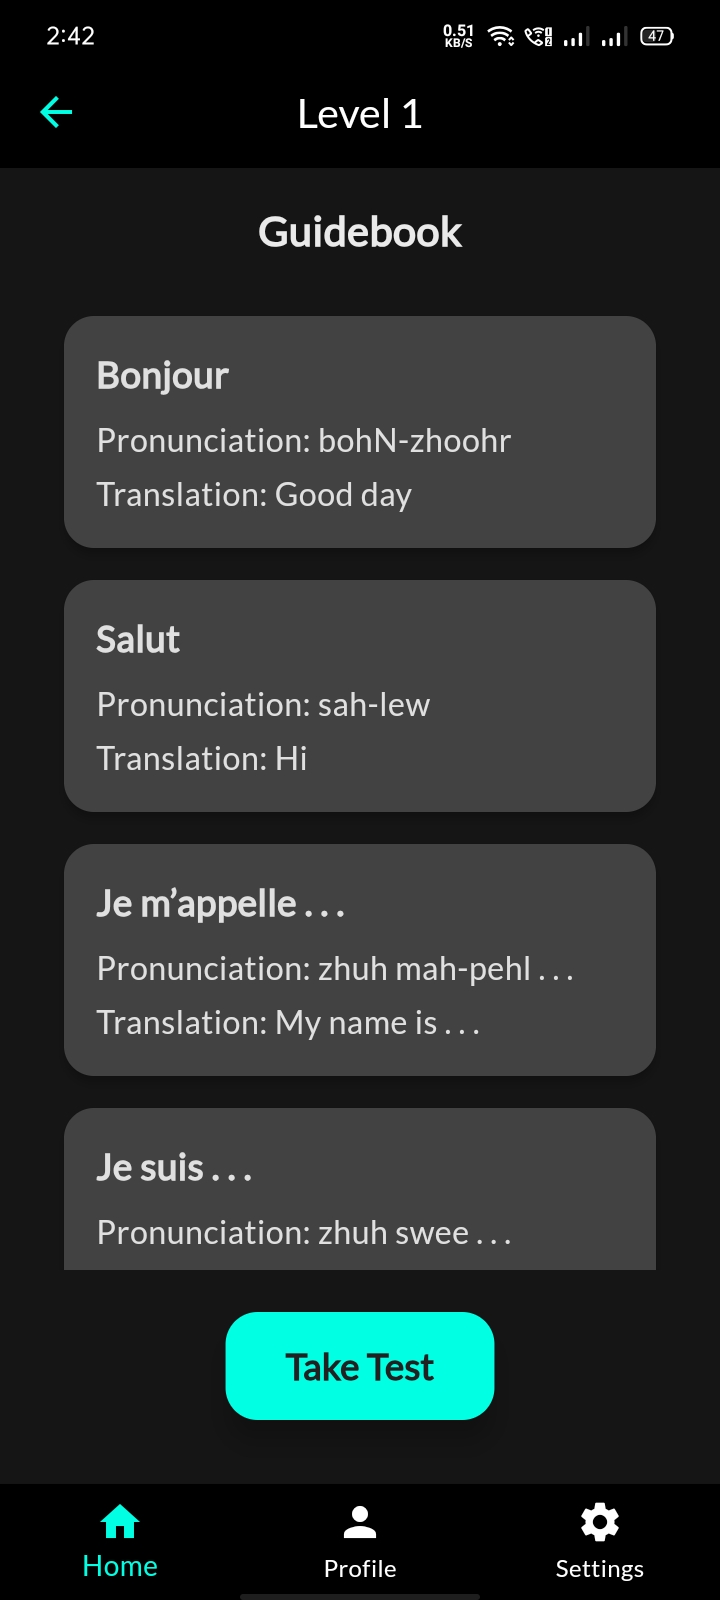 2:42
0.51
KB/S
1
2
47
Level 1
Guidebook
Bonjour
Pronunciation: bohN-zhoohr
Translation: Good day
Salut
Pronunciation: sah-lew
Translation: Hi
Je m’appelle . . .
Pronunciation: zhuh mah-pehl . . .
Translation: My name is . . .
Je suis . . .
Pronunciation: zhuh swee . . .
Take Test
Home
Profile
Settings